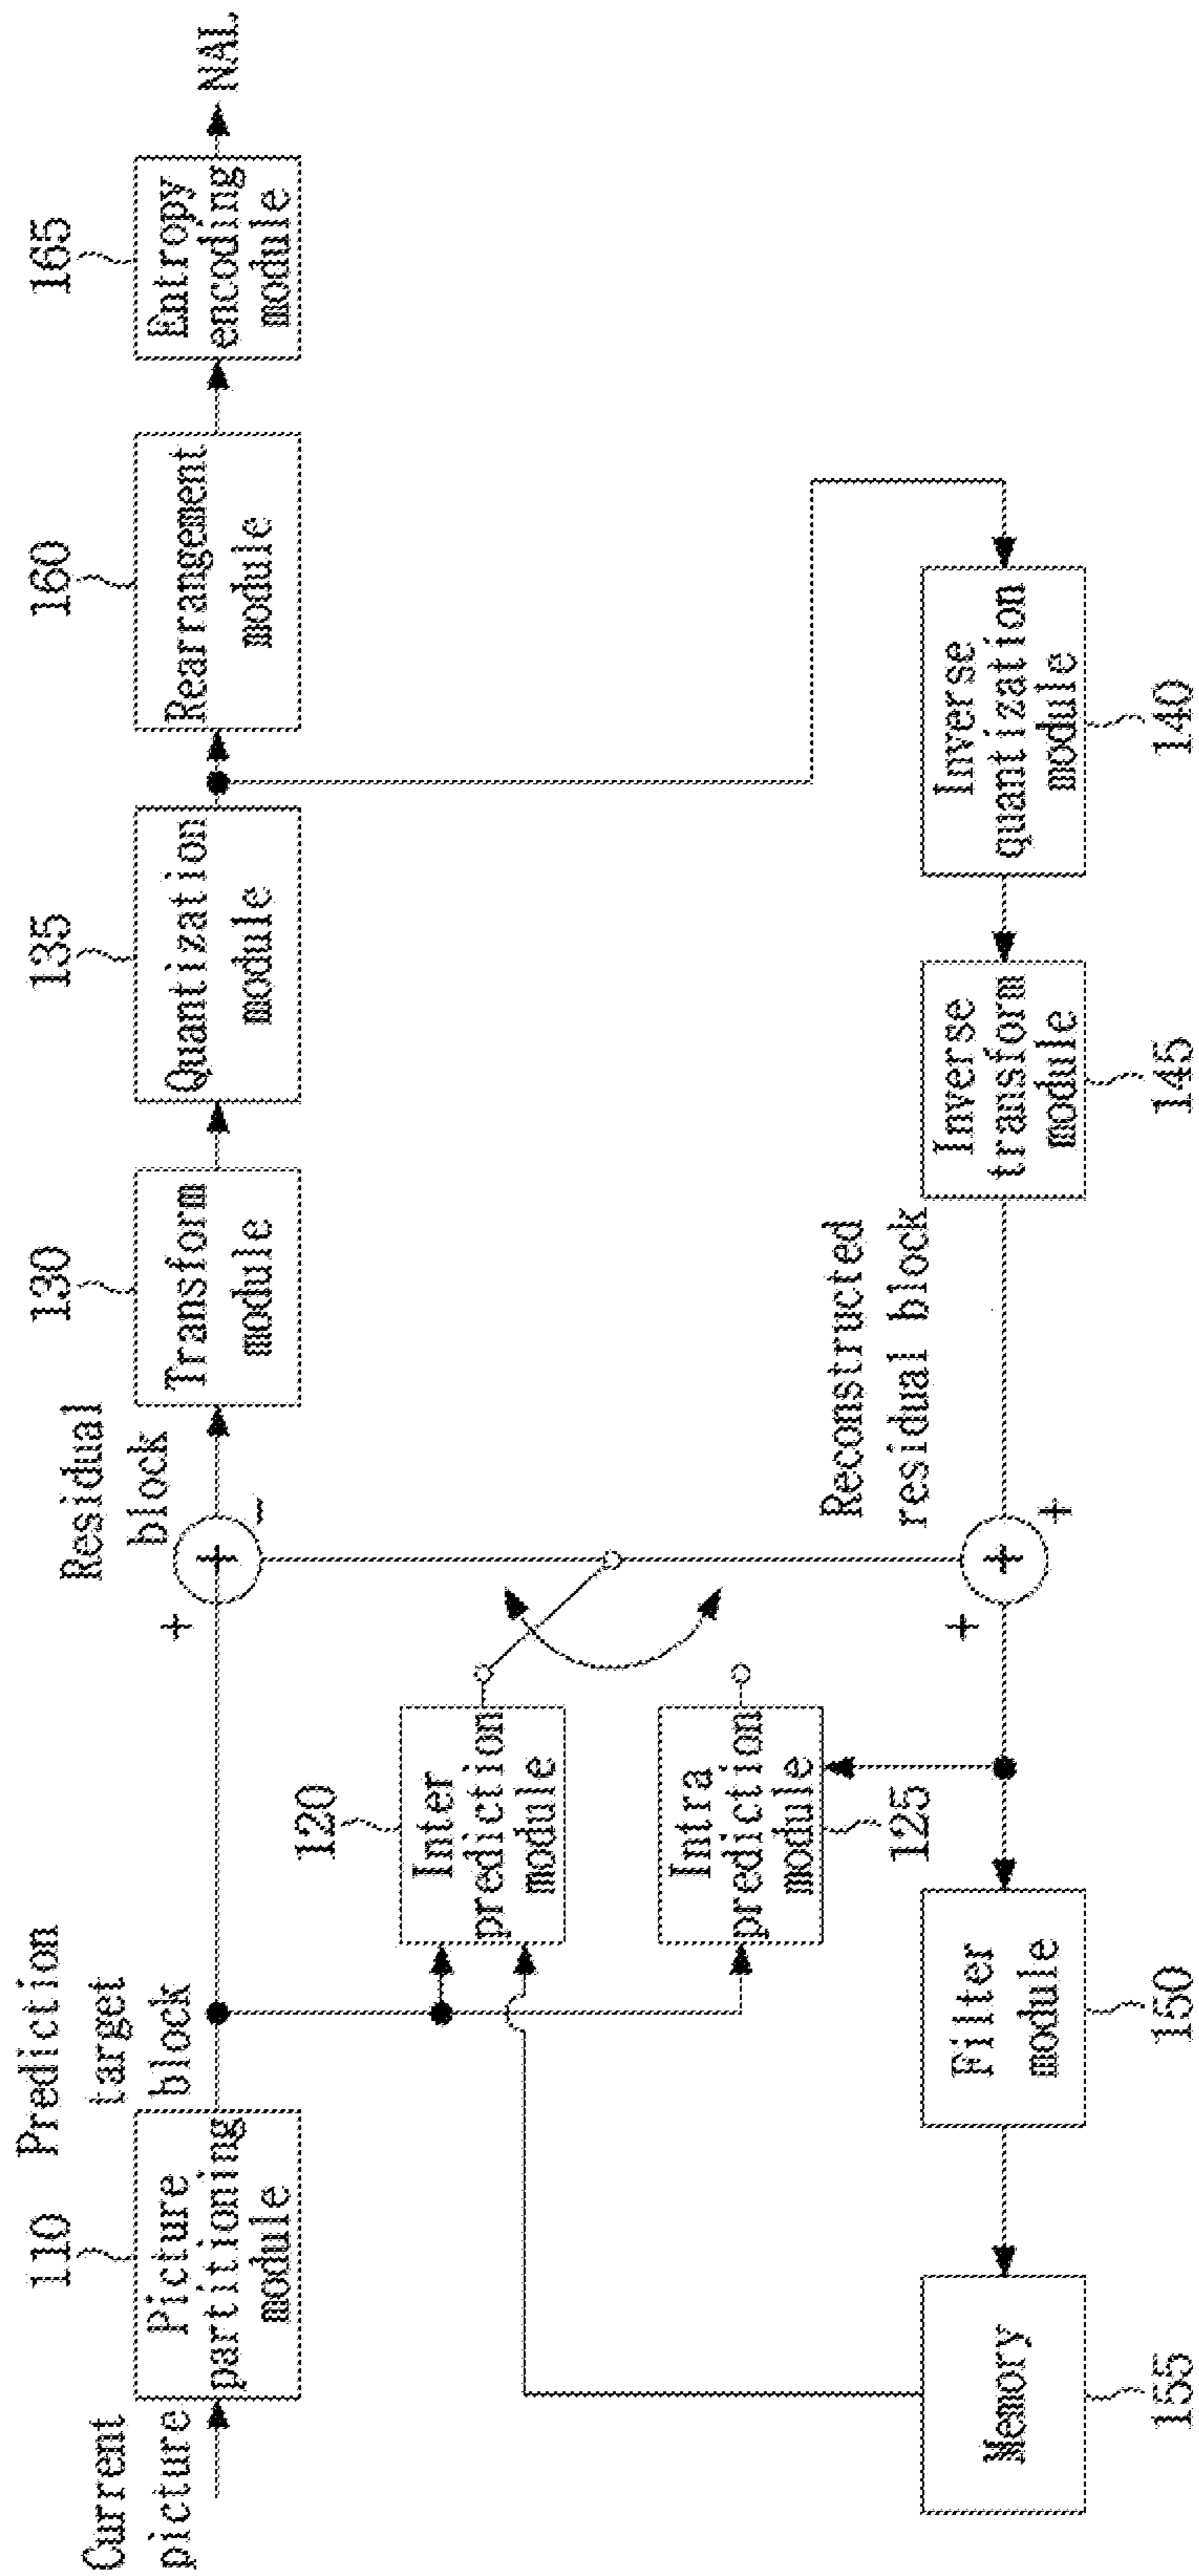 Current
picture
110
Picture
partitioning
module
Prediction
target
block
+
+
-
Residual
block
130
Transform
module
135
Quantization
module
160
Rearrangement
module
165
Entropy
encoding
module
NAL
120
Inter
prediction
module
Intra
prediction
module
125
Memory
155
Filter
module
150
+
+
+
Reconstructed
residual block
Inverse
transform
module
145
Inverse
quantization
module
140